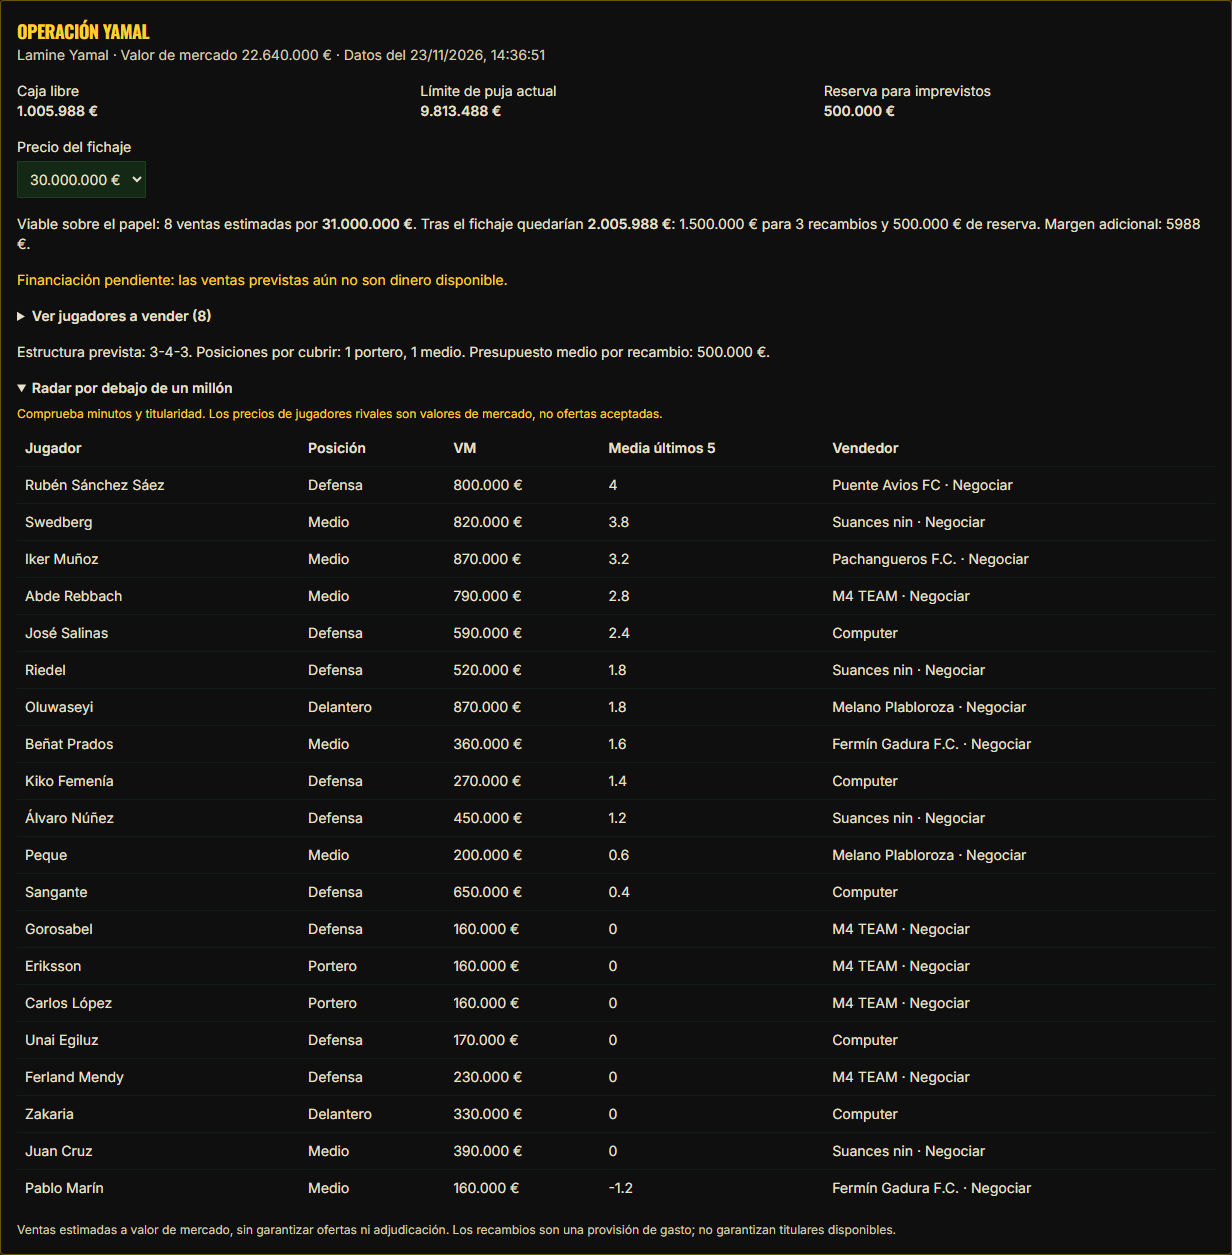 OPERACIÓN YAMAL
Lamine Yamal · Valor de mercado 22.640.000 € · Datos del 23/11/2026, 14:36:51
Caja libre
1.005.988 €
Límite de puja actual
9.813.488 €
Reserva para imprevistos
500.000 €
Precio del fichaje
30.000.000 €
Viable sobre el papel: 8 ventas estimadas por 31.000.000 €. Tras el fichaje quedarían 2.005.988 €: 1.500.000 € para 3 recambios y 500.000 € de reserva. Margen adicional: 5988
€.
Financiación pendiente: las ventas previstas aún no son dinero disponible.
▶ Ver jugadores a vender (8)
Estructura prevista: 3-4-3. Posiciones por cubrir: 1 portero, 1 medio. Presupuesto medio por recambio: 500.000 €.
▼ Radar por debajo de un millón
Comprueba minutos y titularidad. Los precios de jugadores rivales son valores de mercado, no ofertas aceptadas.
Jugador Posición VM Media últimos 5 Vendedor
Rubén Sánchez Sáez Defensa 800.000 € 4 Puente Avios FC · Negociar
Swedberg Medio 820.000 € 3.8 Suances nin · Negociar
Iker Muñoz Medio 870.000 € 3.2 Pachangueros F.C. · Negociar
Abde Rebbach Medio 790.000 € 2.8 M4 TEAM · Negociar
José Salinas Defensa 590.000 € 2.4 Computer
Riedel Defensa 520.000 € 1.8 Suances nin · Negociar
Oluwaseyi Delantero 870.000 € 1.8 Melano Plabloroza · Negociar
Beñat Prados Medio 360.000 € 1.6 Fermín Gadura F.C. · Negociar
Kiko Femenía Defensa 270.000 € 1.4 Computer
Álvaro Núñez Defensa 450.000 € 1.2 Suances nin · Negociar
Peque Medio 200.000 € 0.6 Melano Plabloroza · Negociar
Sangante Defensa 650.000 € 0.4 Computer
Gorosabel Defensa 160.000 € 0 M4 TEAM · Negociar
Eriksson Portero 160.000 € 0 M4 TEAM · Negociar
Carlos López Portero 160.000 € 0 M4 TEAM · Negociar
Unai Egiluz Defensa 170.000 € 0 Computer
Ferland Mendy Defensa 230.000 € 0 M4 TEAM · Negociar
Zakaria Delantero 330.000 € 0 Computer
Juan Cruz Medio 390.000 € 0 Suances nin · Negociar
Pablo Marín Medio 160.000 € -1.2 Fermín Gadura F.C. · Negociar
Ventas estimadas a valor de mercado, sin garantizar ofertas ni adjudicación. Los recambios son una provisión de gasto; no garantizan titulares disponibles.